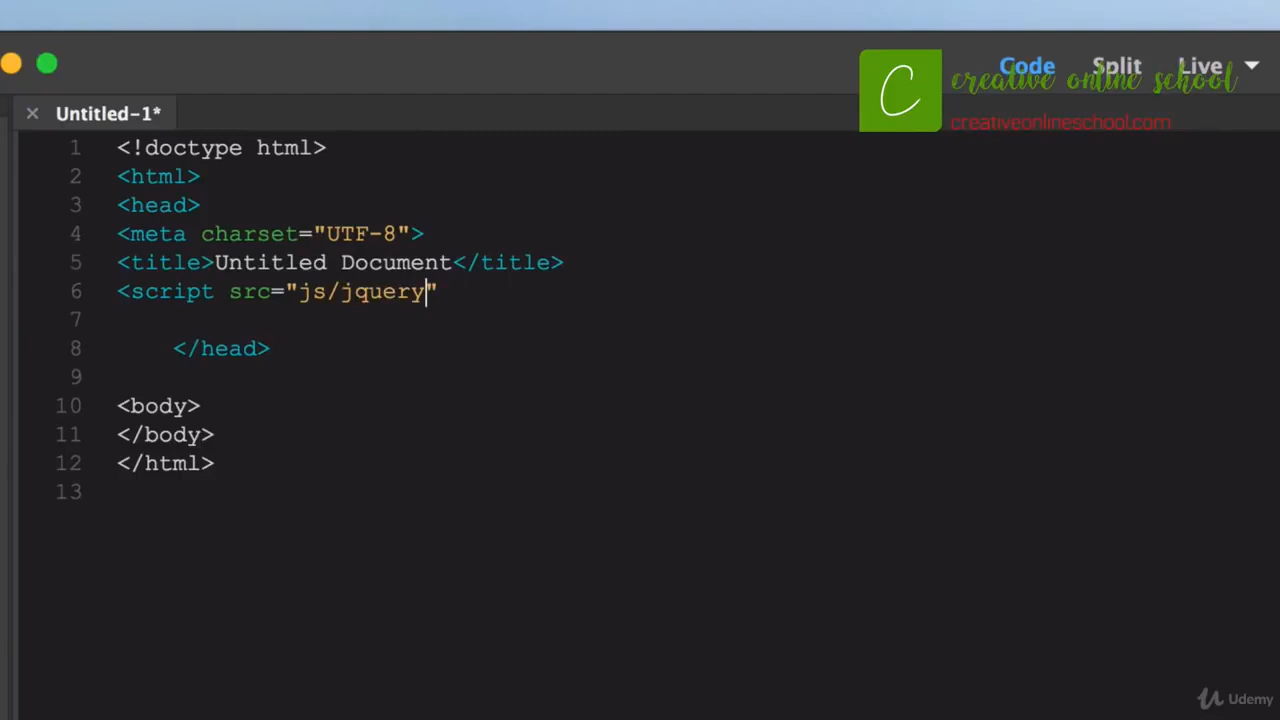 Code Split Live
C creative online school
creativeonlineschool.com
× Untitled-1*
1 <!doctype html>
2 <html>
3 <head>
4 <meta charset="UTF-8">
5 <title>Untitled Document</title>
6 <script src="js/jquery"
7
8 </head>
9
10 <body>
11 </body>
12 </html>
13
Udemy